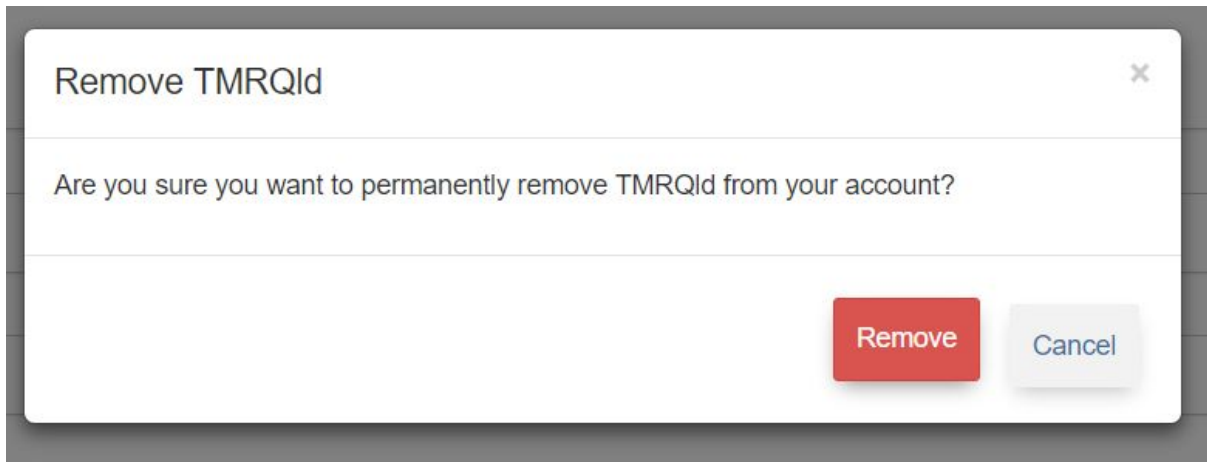 Remove TMRQld
×
Are you sure you want to permanently remove TMRQld from your account?
Remove
Cancel